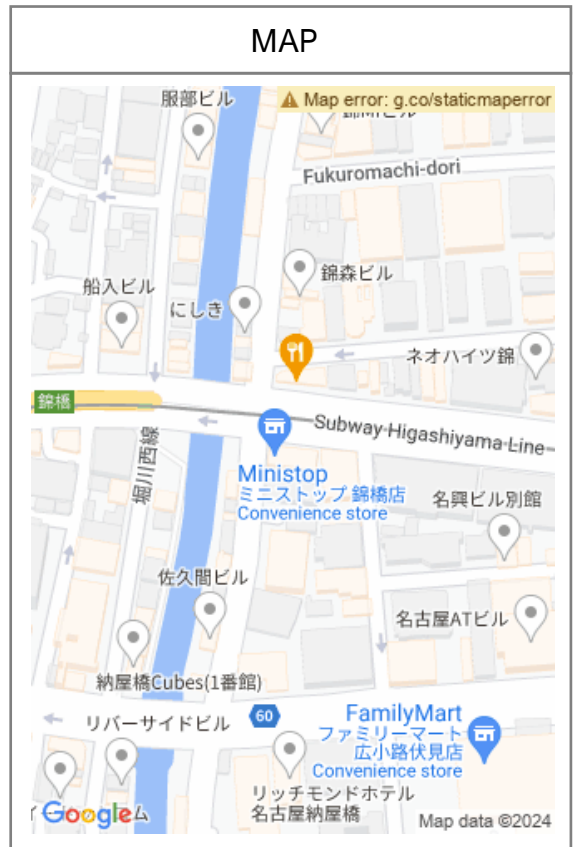 MAP
服部ビル
Map error: g.co/staticmaperror
Fukuromachi-dori
錦森ビル
船入ビル
にしき
ネオハイツ錦
錦橋
Subway Higashiyama Line
堀川西線
Ministop
ミニストップ 錦橋店
Convenience store
名興ビル別館
佐久間ビル
名古屋ATビル
納屋橋Cubes(1番館)
リバーサイドビル
60
FamilyMart
ファミリーマート
広小路伏見店
Convenience store
リッチモンドホテル
名古屋納屋橋
Google
Map data ©2024